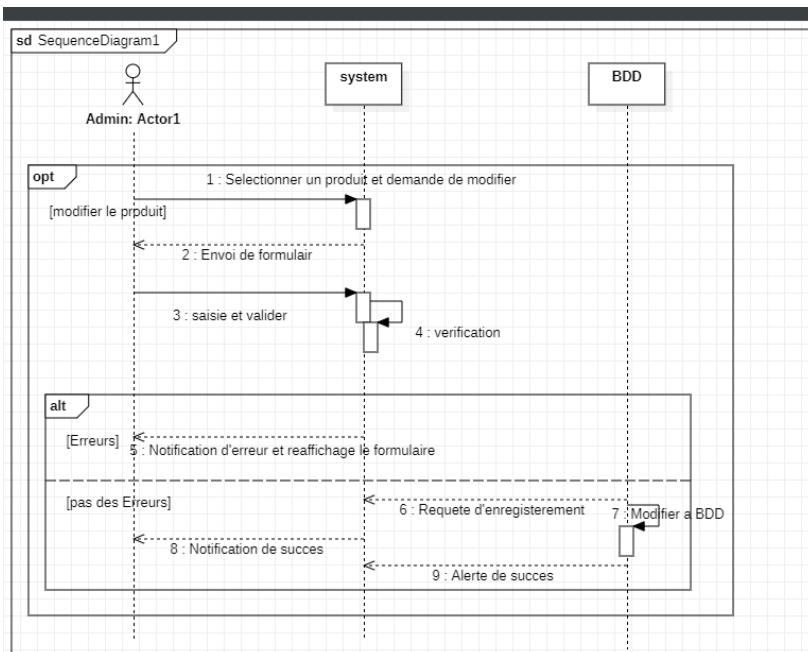 sd SequenceDiagram1
system
BDD
Admin: Actor1
opt
1 : Selectionner un produit et demande de modifier
[modifier le produit]
2 : Envoi de formulair
3 : saisie et valider
4 : verification
alt
[Erreurs]
5 : Notification d'erreur et reaffichage le formulaire
[pas des Erreurs]
6 : Requete d'enregisterement
7 : Modifier a BDD
8 : Notification de succes
9 : Alerte de succes